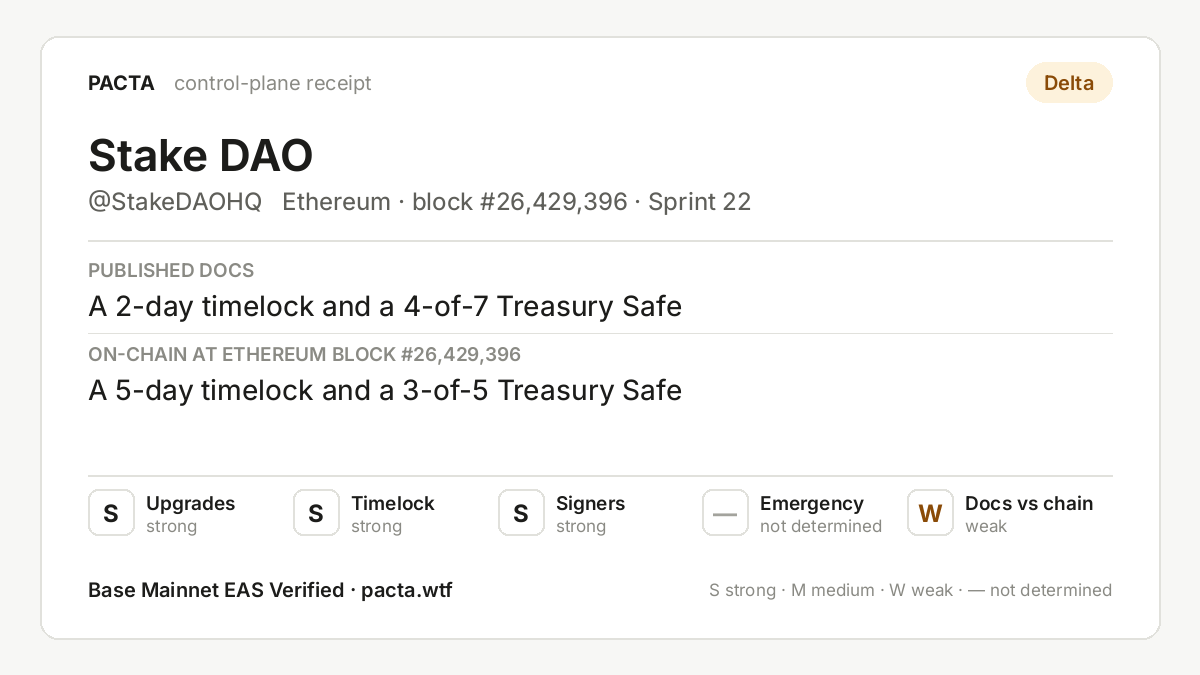 PACTA control-plane receipt
Delta
Stake DAO
@StakeDAOHQ Ethereum · block #26,429,396 · Sprint 22
PUBLISHED DOCS
A 2-day timelock and a 4-of-7 Treasury Safe
ON-CHAIN AT ETHEREUM BLOCK #26,429,396
A 5-day timelock and a 3-of-5 Treasury Safe
S Upgrades strong
S Timelock strong
S Signers strong
— Emergency not determined
W Docs vs chain weak
Base Mainnet EAS Verified · pacta.wtf
S strong · M medium · W weak · — not determined